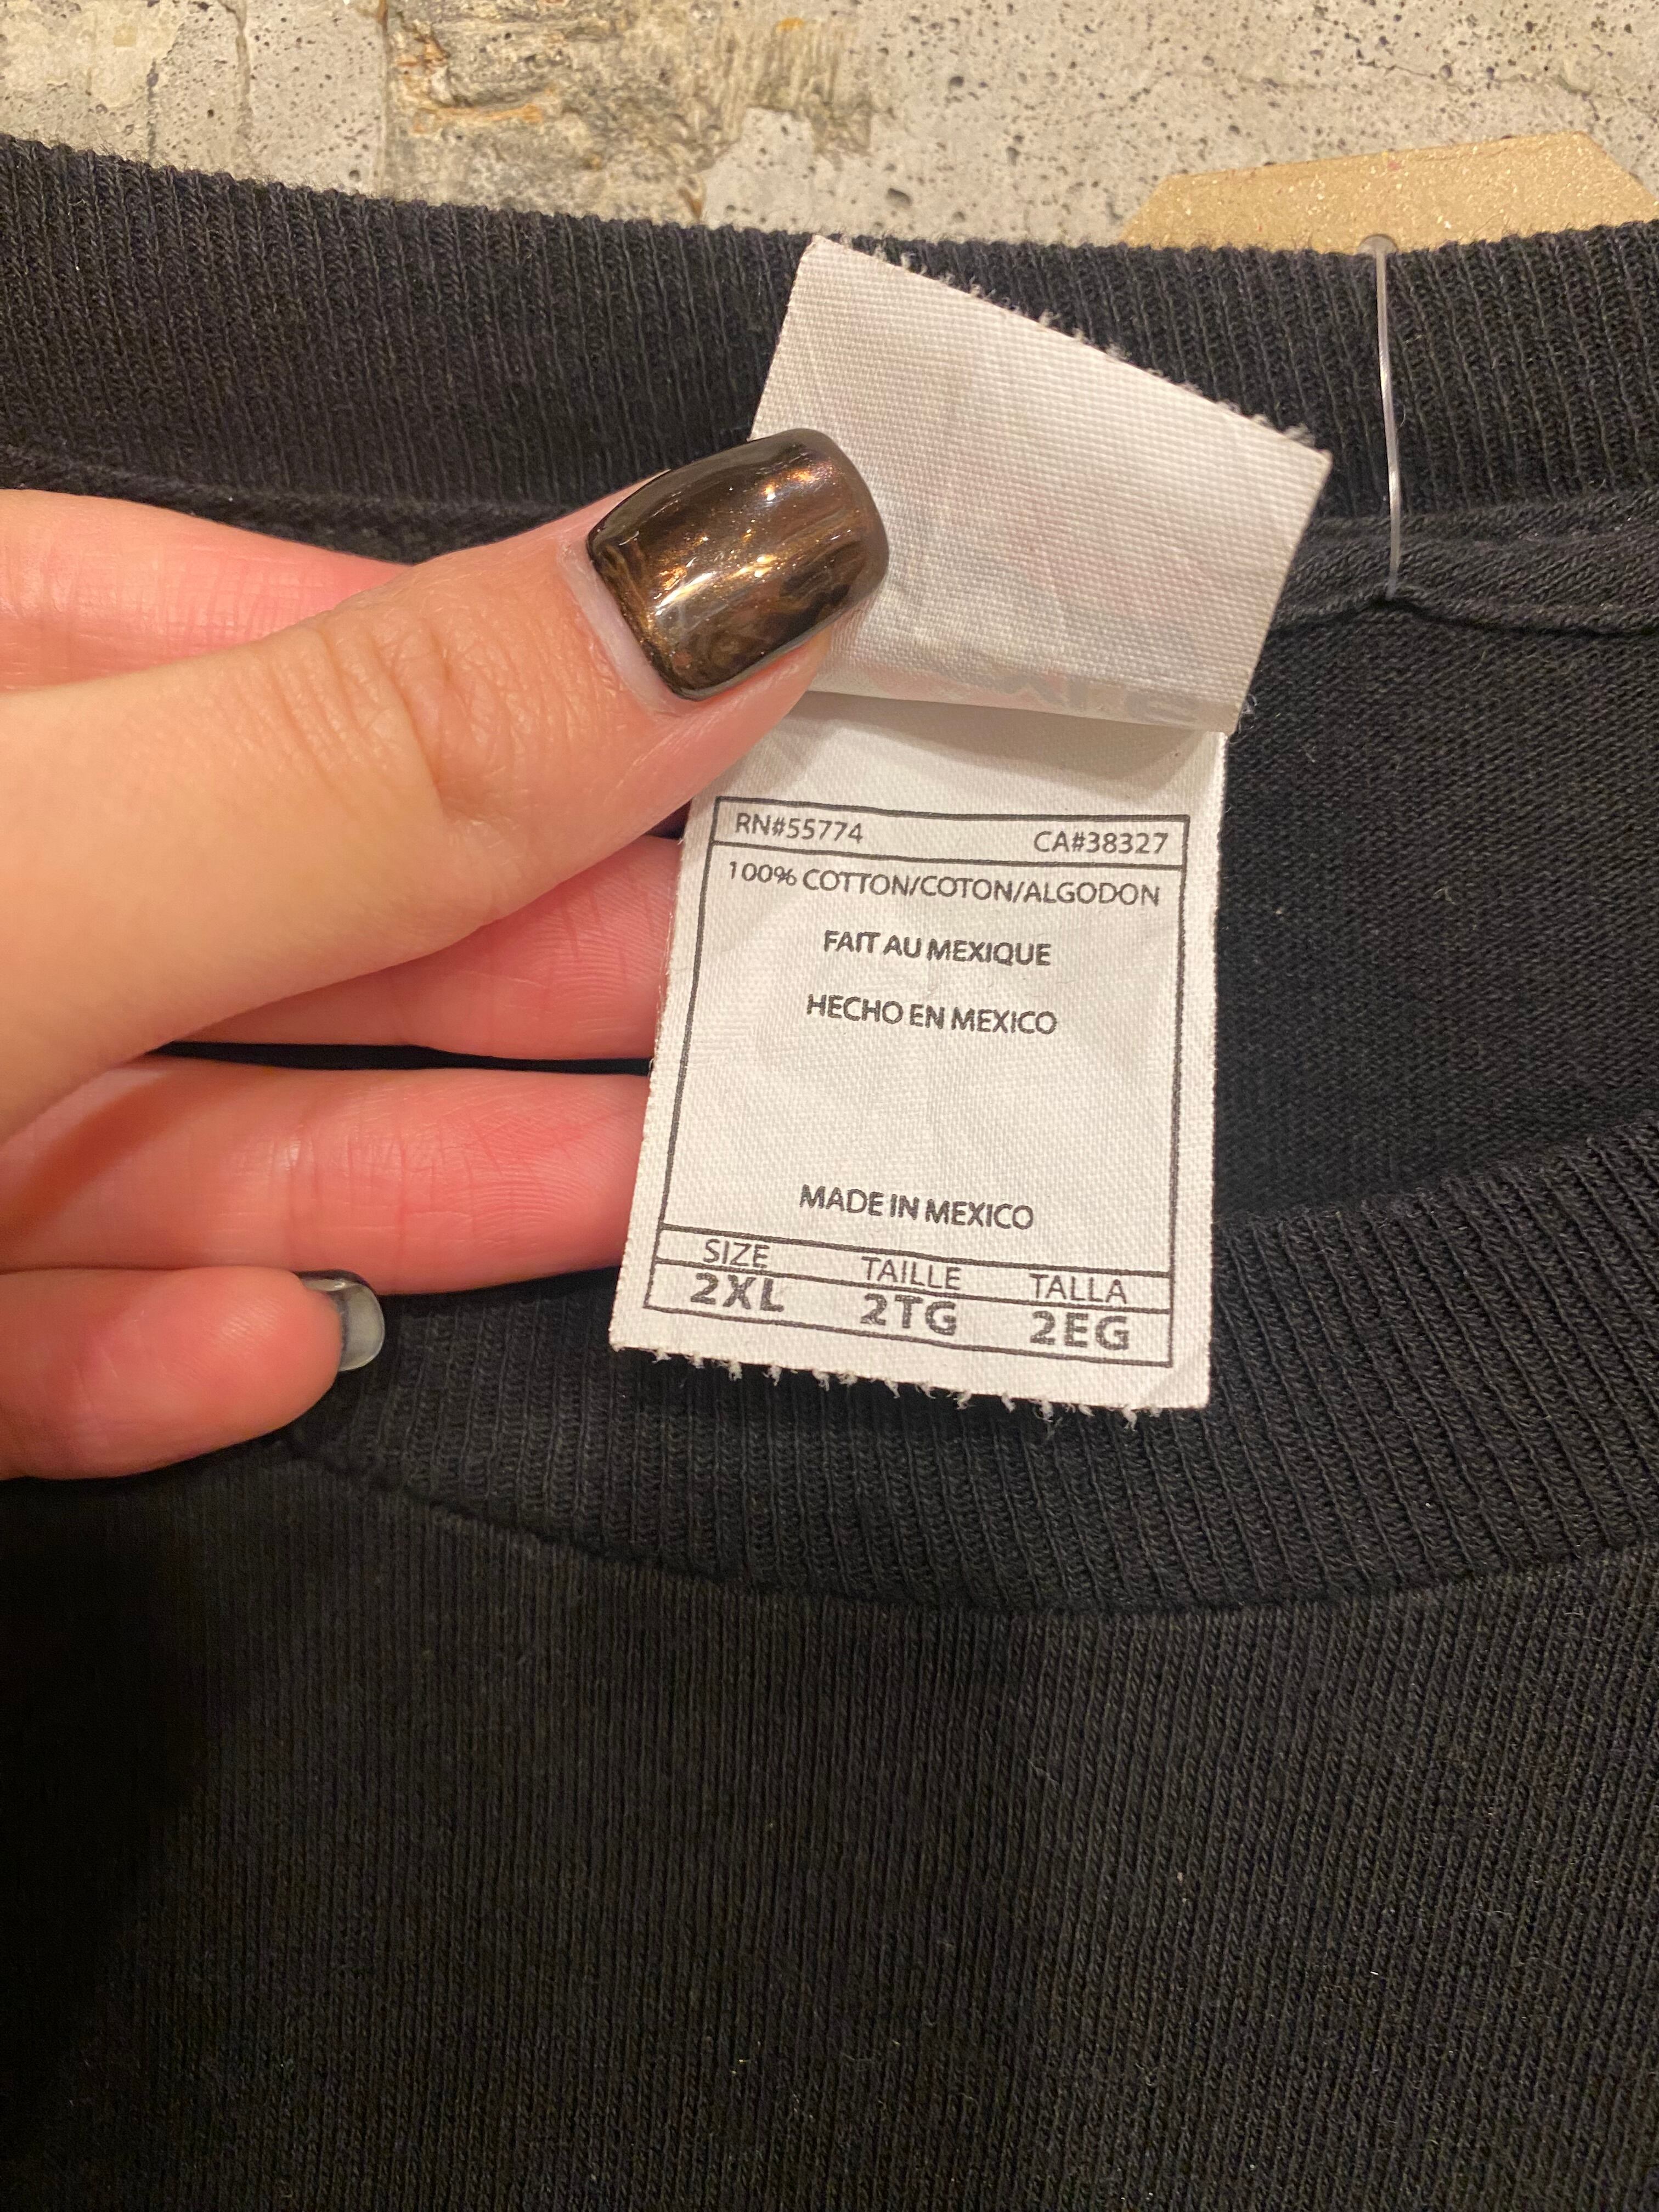 RN#55774 CA#38327
100% COTTON/COTON/ALGODON
FAIT AU MEXIQUE
HECHO EN MEXICO
MADE IN MEXICO
SIZE TAILLE TALLA
2XL 2TG 2EG